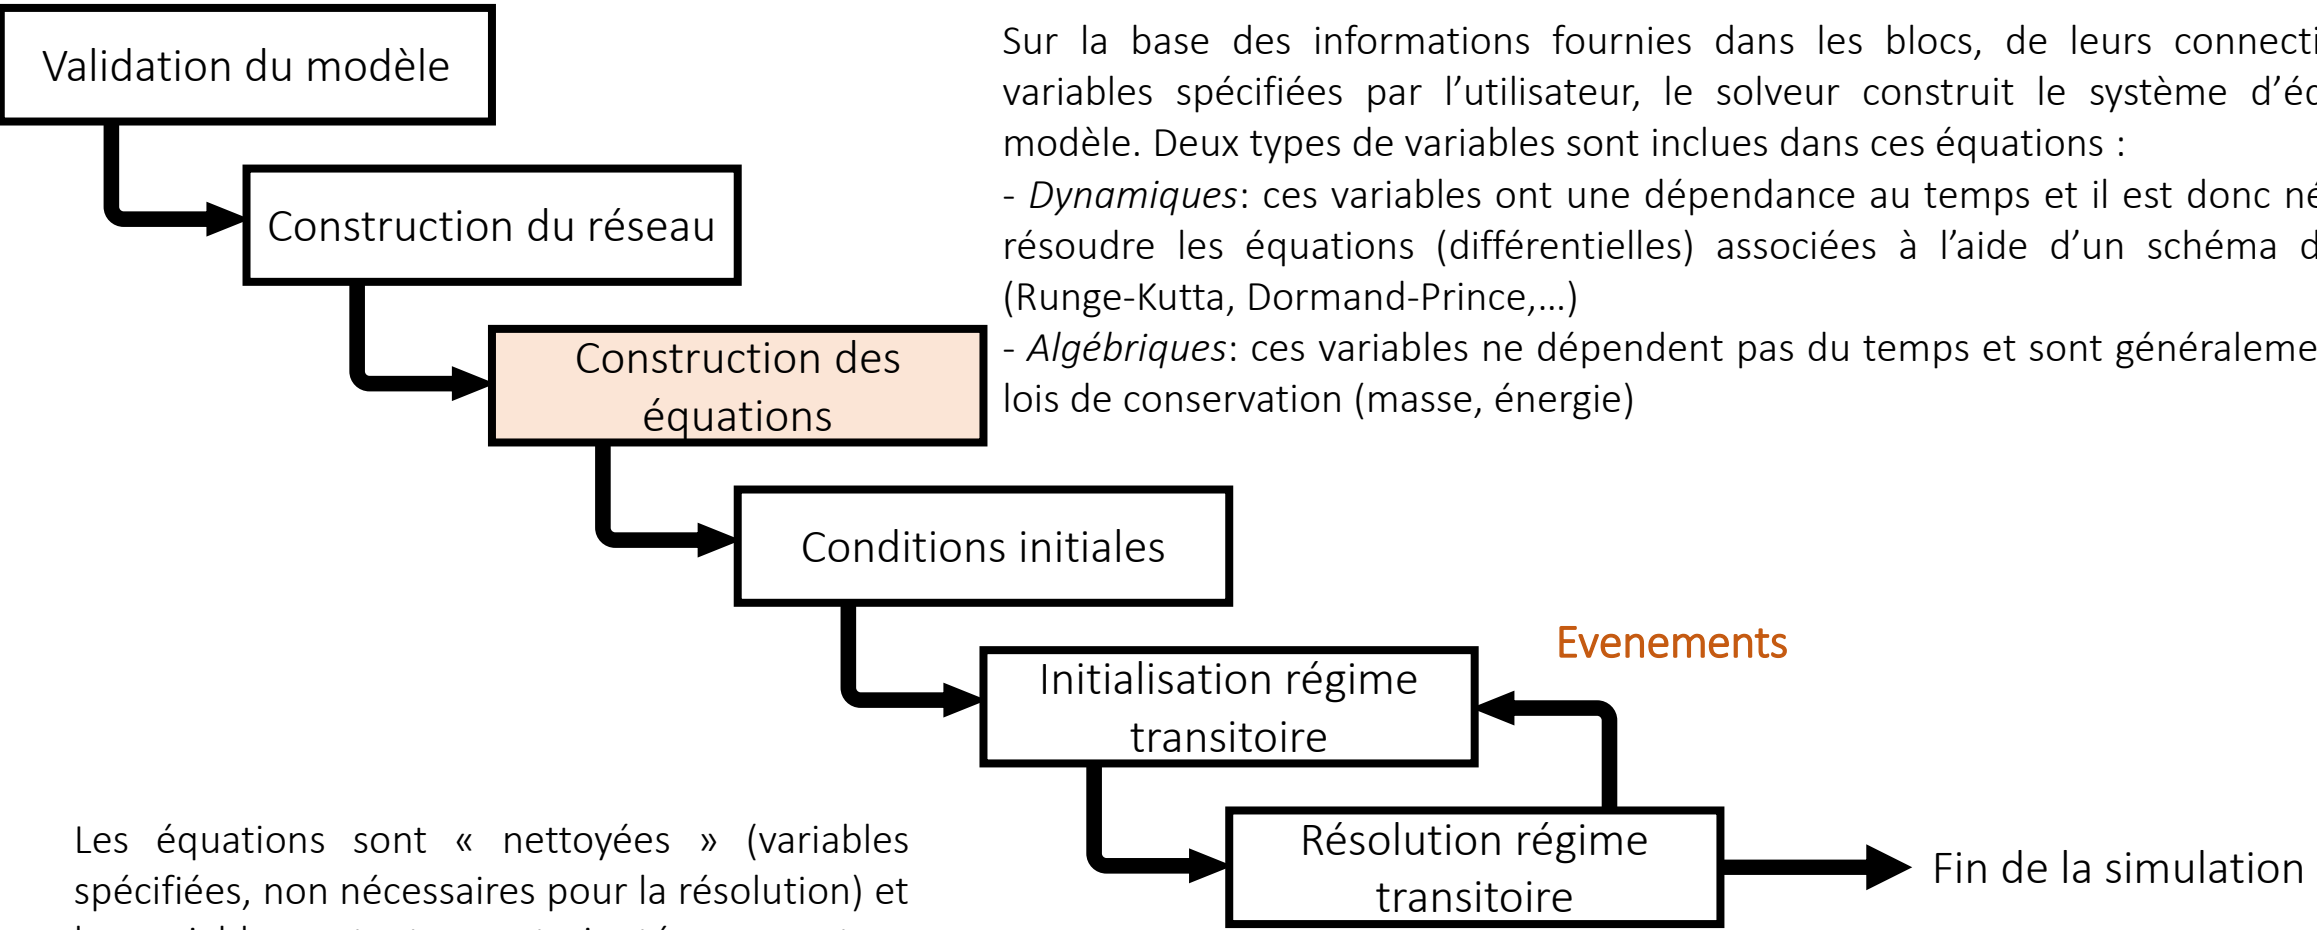 Validation du modèle
Construction du réseau
Construction des
équations
Conditions initiales
Initialisation régime
transitoire
Résolution régime
transitoire
Evenements
Fin de la simulation
Sur la base des informations fournies dans les blocs, de leurs
variables spécifiées par l’utilisateur, le solveur construit le système
modèle. Deux types de variables sont inclues dans ces équations :
- Dynamiques: ces variables ont une dépendance au temps et il est donc
résoudre les équations (différentielles) associées à l’aide d’un schéma
(Runge-Kutta, Dormand-Prince,…)
- Algébriques: ces variables ne dépendent pas du temps et sont
lois de conservation (masse, énergie)
Les équations sont « nettoyées » (variables
spécifiées, non nécessaires pour la résolution) et